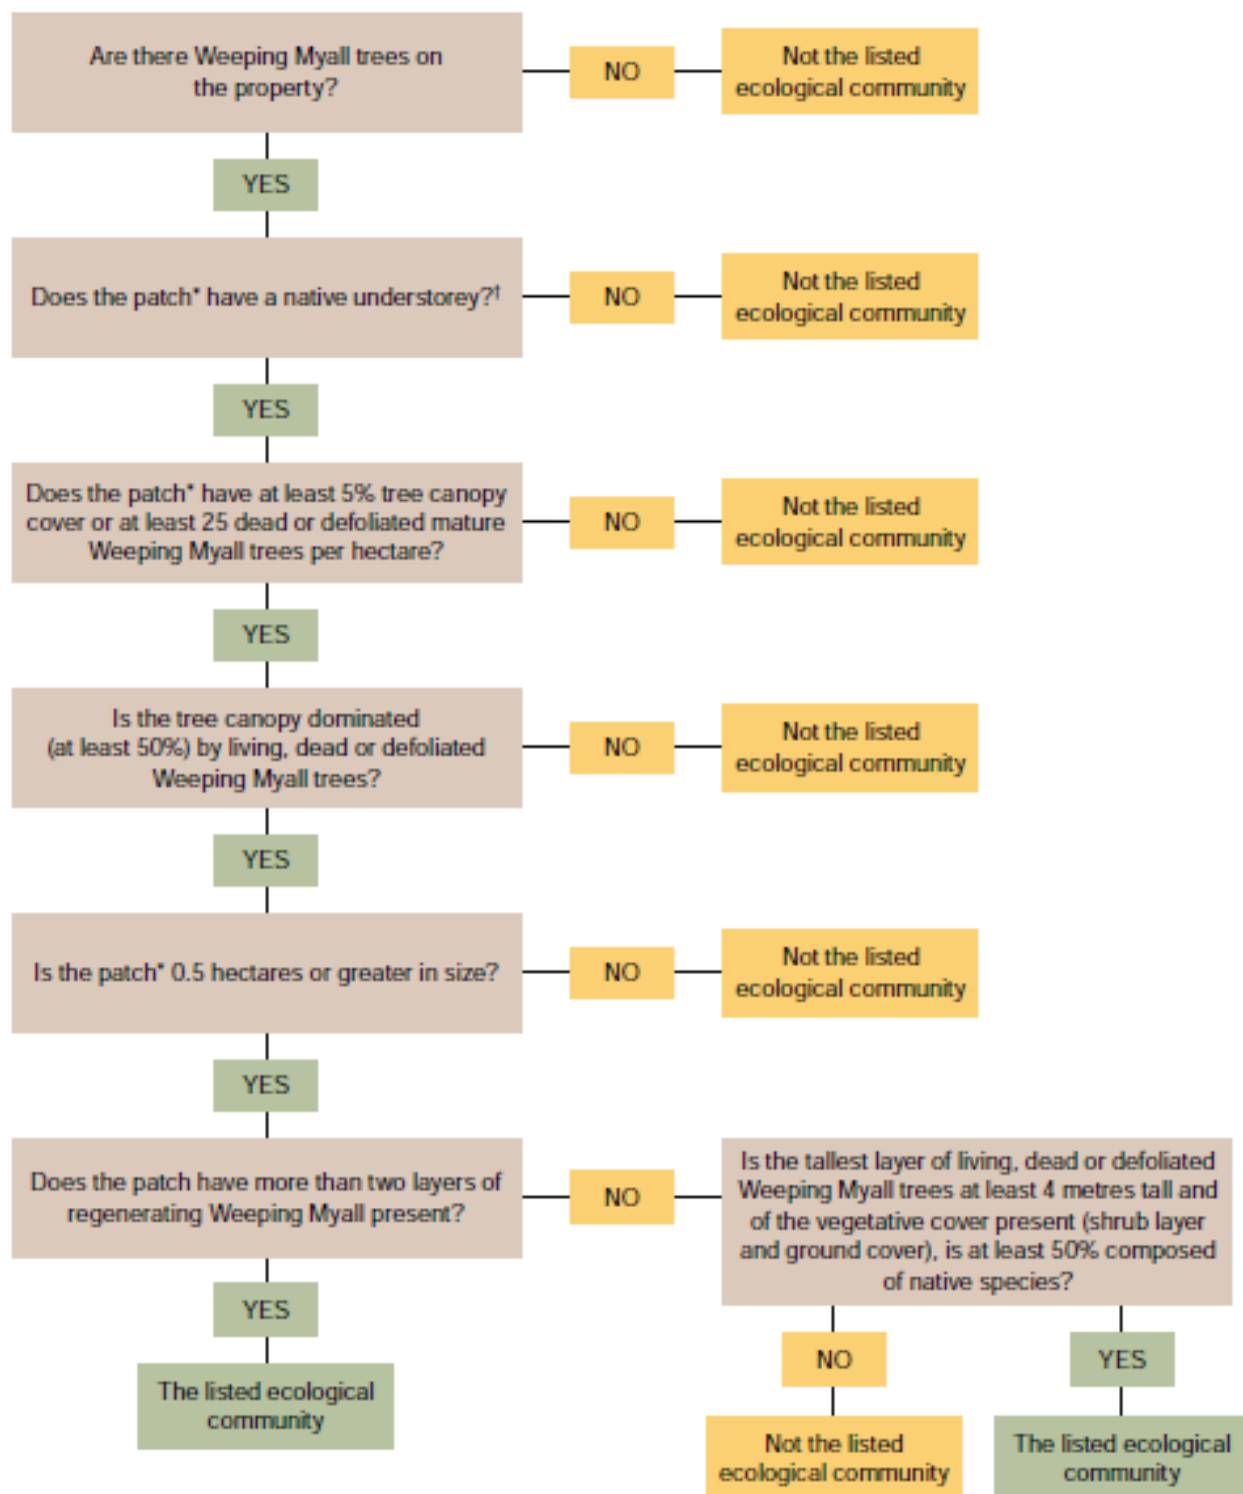 Are there Weeping Myall trees on
the property?
NO
Not the listed
ecological community
YES
Does the patch* have a native understorey?†
NO
Not the listed
ecological community
YES
Does the patch* have at least 5% tree canopy
cover or at least 25 dead or defoliated mature
Weeping Myall trees per hectare?
NO
Not the listed
ecological community
YES
Is the tree canopy dominated
(at least 50%) by living, dead or defoliated
Weeping Myall trees?
NO
Not the listed
ecological community
YES
Is the patch* 0.5 hectares or greater in size?
NO
Not the listed
ecological community
YES
Does the patch have more than two layers of
regenerating Weeping Myall present?
NO
Is the tallest layer of living, dead or defoliated
Weeping Myall trees at least 4 metres tall and
of the vegetative cover present (shrub layer
and ground cover), is at least 50% composed
of native species?
YES
The listed ecological
community
NO
Not the listed
ecological community
YES
The listed ecological
community